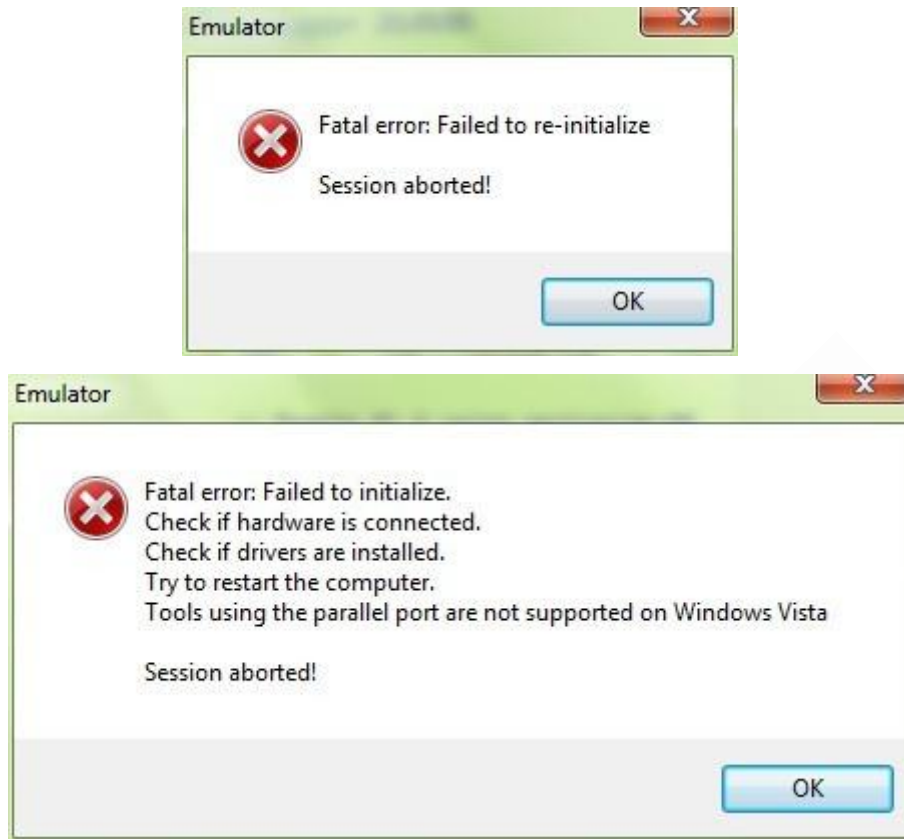 Emulator
Fatal error: Failed to re-initialize
Session aborted!
OK
Emulator
Fatal error: Failed to initialize.
Check if hardware is connected.
Check if drivers are installed.
Try to restart the computer.
Tools using the parallel port are not supported on Windows Vista
Session aborted!
OK